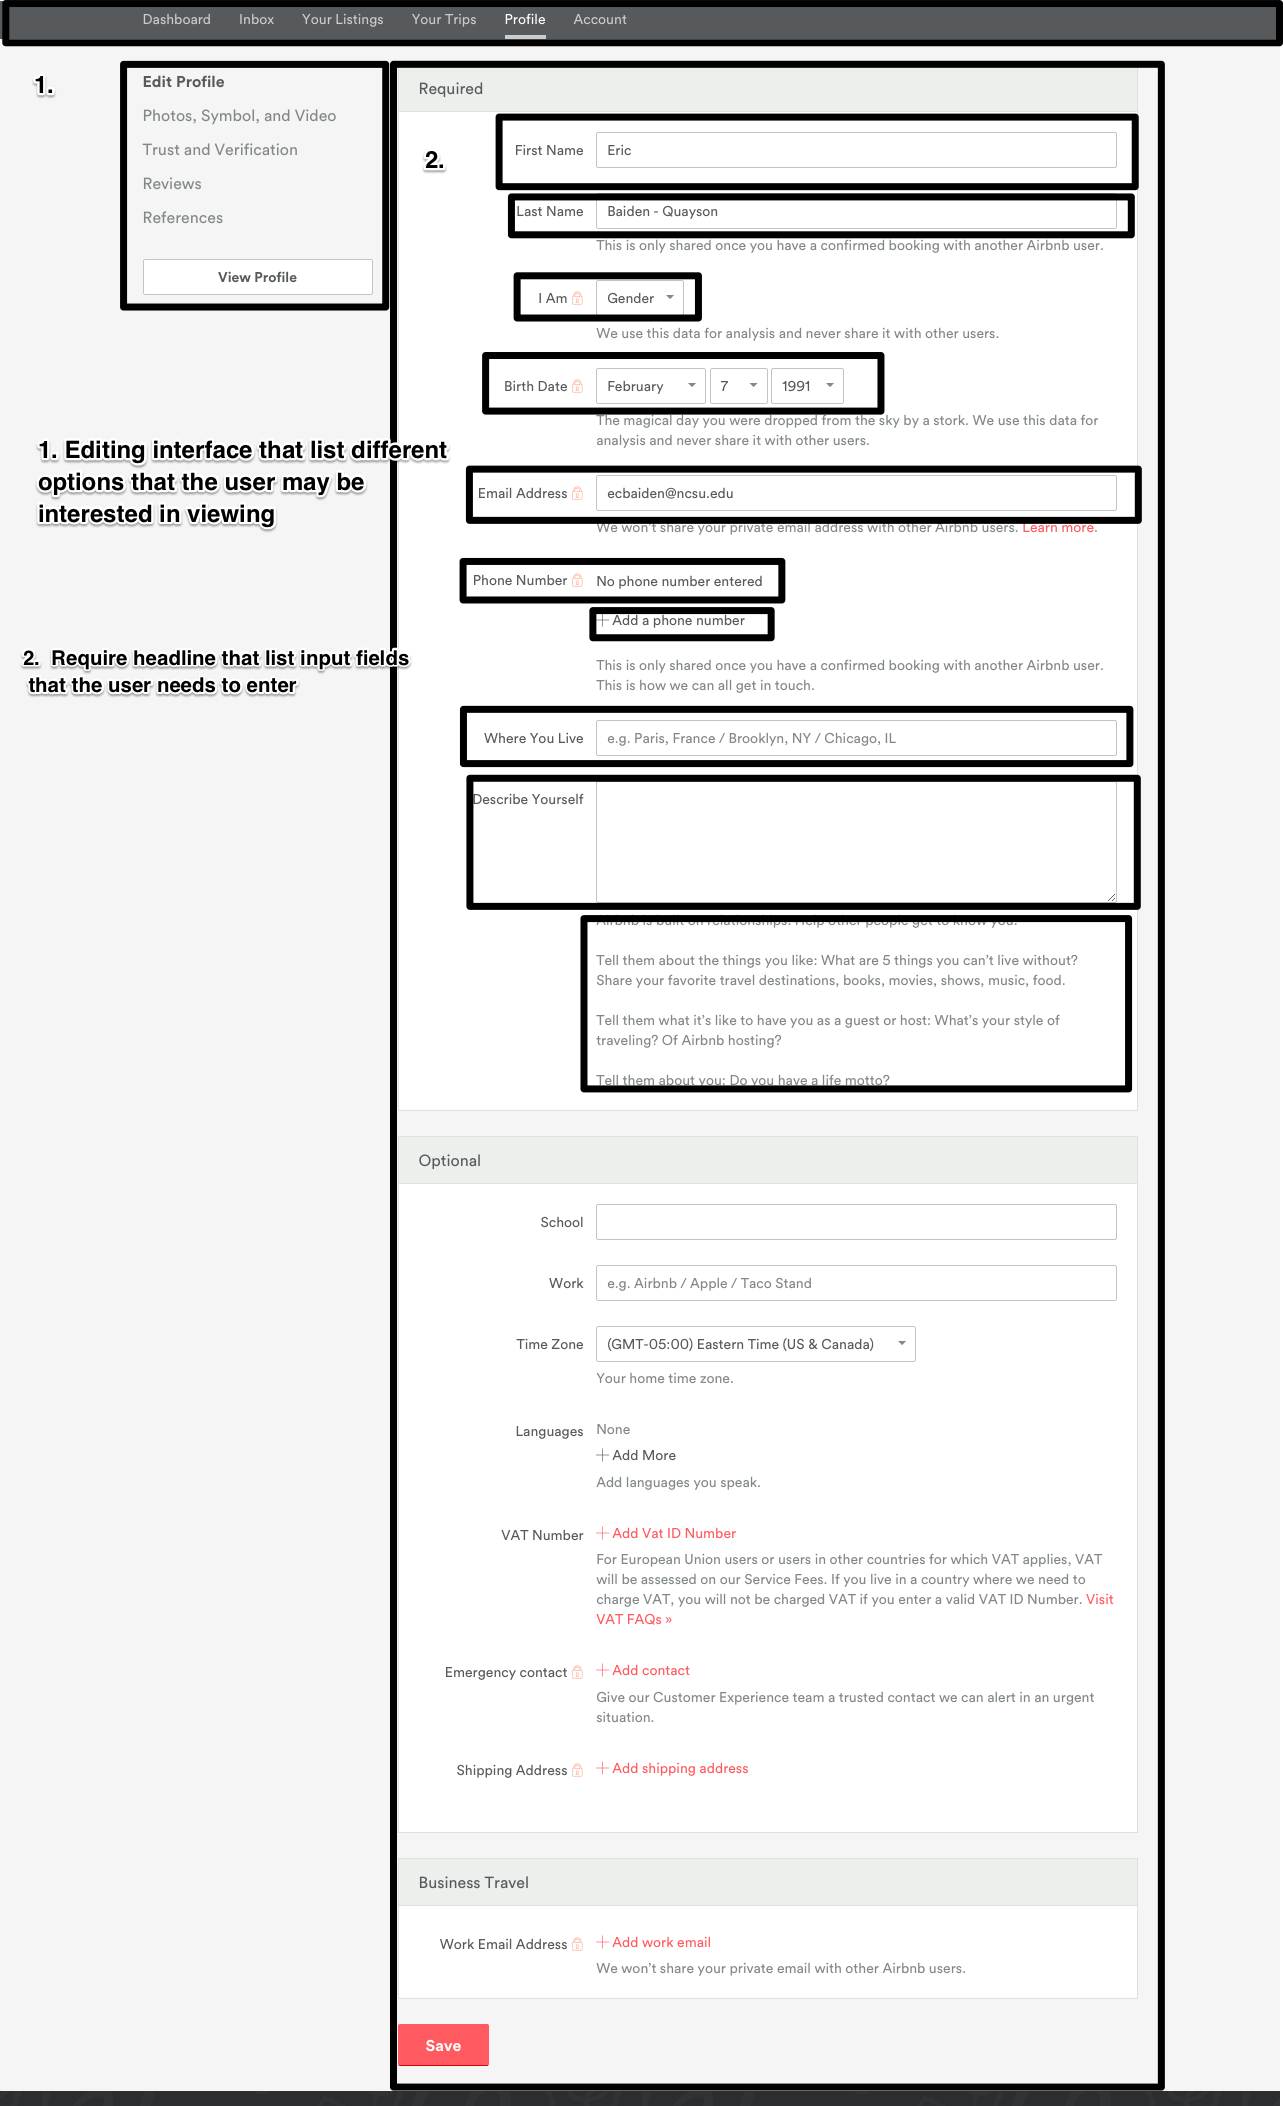 Dashboard Inbox Your Listings Your Trips Profile Account
1.
Edit Profile
Photos, Symbol, and Video
Trust and Verification
Reviews
References
View Profile
1. Editing interface that list different
options that the user may be
interested in viewing
2. Require headline that list input fields
that the user needs to enter
Required
2.
First Name Eric
Last Name Baiden - Quayson
This is only shared once you have a confirmed booking with another Airbnb user.
I Am Gender
We use this data for analysis and never share it with other users.
Birth Date February 7 1991
The magical day you were dropped from the sky by a stork. We use this data for
analysis and never share it with other users.
Email Address ecbaiden@ncsu.edu
We won't share your private email address with other Airbnb users. Learn more.
Phone Number No phone number entered
+ Add a phone number
This is only shared once you have a confirmed booking with another Airbnb user.
This is how we can all get in touch.
Where You Live e.g. Paris, France / Brooklyn, NY / Chicago, IL
Describe Yourself
Airbnb is built on relationships. Help other people get to know you.
Tell them about the things you like: What are 5 things you can't live without?
Share your favorite travel destinations, books, movies, shows, music, food.
Tell them what it's like to have you as a guest or host: What's your style of
traveling? Of Airbnb hosting?
Tell them about you: Do you have a life motto?
Optional
School
Work e.g. Airbnb / Apple / Taco Stand
Time Zone (GMT-05:00) Eastern Time (US & Canada)
Your home time zone.
Languages None
+ Add More
Add languages you speak.
VAT Number + Add Vat ID Number
For European Union users or users in other countries for which VAT applies, VAT
will be assessed on our Service Fees. If you live in a country where we need to
charge VAT, you will not be charged VAT if you enter a valid VAT ID Number. Visit
VAT FAQs »
Emergency contact + Add contact
Give our Customer Experience team a trusted contact we can alert in an urgent
situation.
Shipping Address + Add shipping address
Business Travel
Work Email Address + Add work email
We won't share your private email with other Airbnb users.
Save